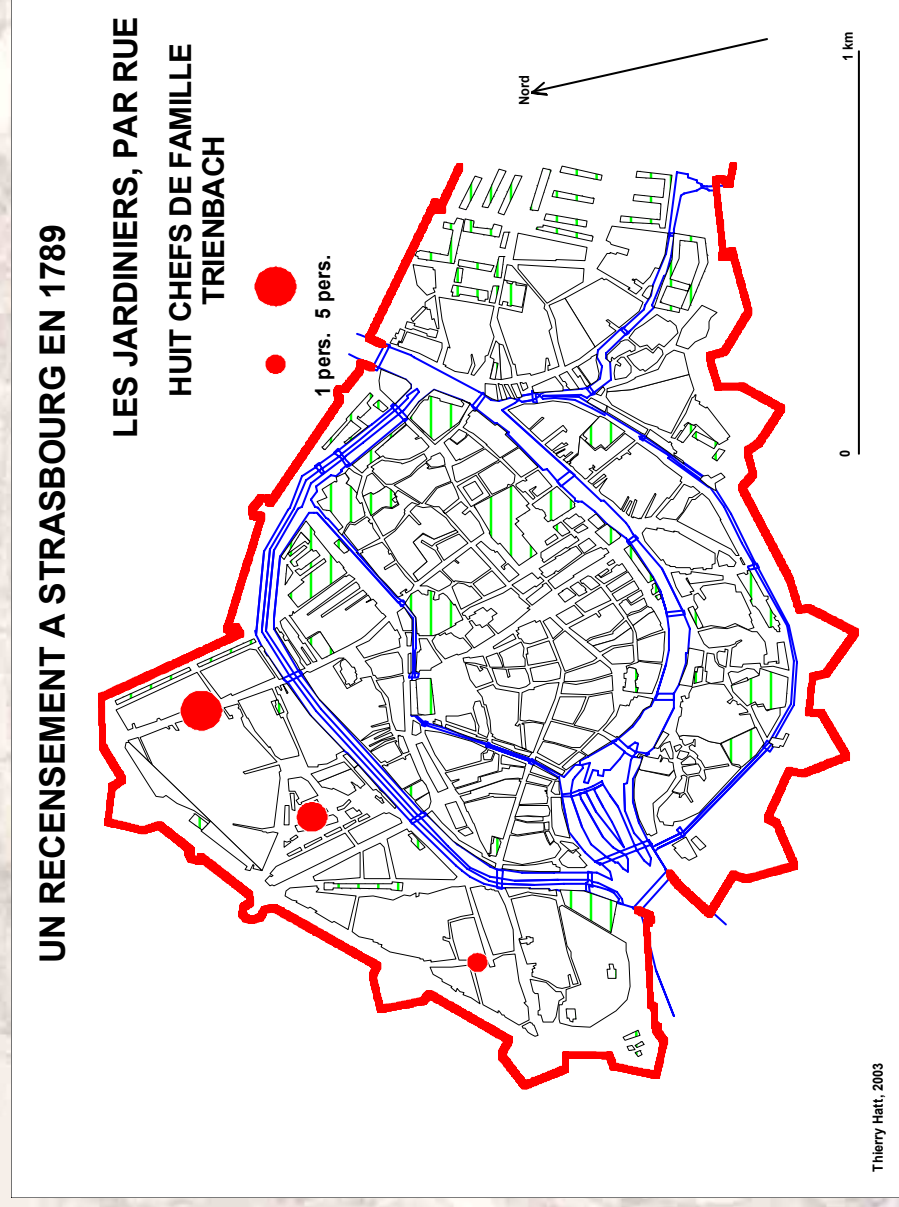 UN RECENSEMENT A STRASBOURG EN 1789
LES JARDINIERS, PAR RUE
HUIT CHEFS DE FAMILLE
TRIENBACH
1 pers. 5 pers.
Nord
0 1 km
Thierry Hatt, 2003